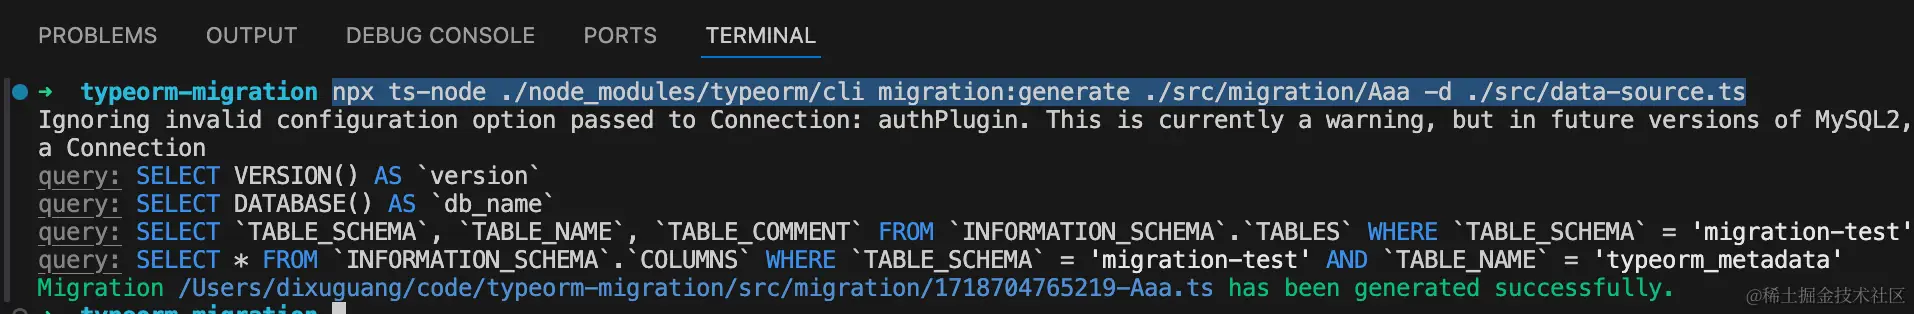 PROBLEMS OUTPUT DEBUG CONSOLE PORTS TERMINAL
➜ typeorm-migration npx ts-node ./node_modules/typeorm/cli migration:generate ./src/migration/Aaa -d ./src/data-source.ts
Ignoring invalid configuration option passed to Connection: authPlugin. This is currently a warning, but in future versions of MySQL2,
a Connection
query: SELECT VERSION() AS `version`
query: SELECT DATABASE() AS `db_name`
query: SELECT `TABLE_SCHEMA`, `TABLE_NAME`, `TABLE_COMMENT` FROM `INFORMATION_SCHEMA`.`TABLES` WHERE `TABLE_SCHEMA` = 'migration-test'
query: SELECT * FROM `INFORMATION_SCHEMA`.`COLUMNS` WHERE `TABLE_SCHEMA` = 'migration-test' AND `TABLE_NAME` = 'typeorm_metadata'
Migration /Users/dixuguang/code/typeorm-migration/src/migration/1718704765219-Aaa.ts has been generated successfully.
@稀土掘金技术社区
➜ typeorm-migration